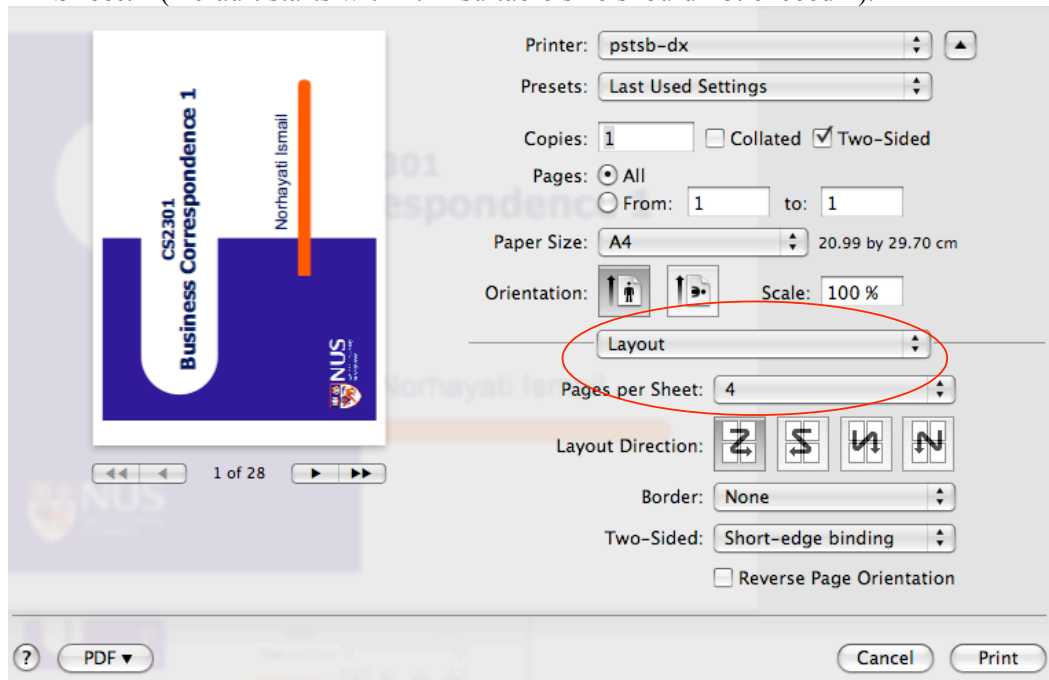 Printer: pstsb-dx
Presets: Last Used Settings
Copies: 1 Collated Two-Sided
Pages: All
From: 1 to: 1
Paper Size: A4 20.99 by 29.70 cm
Orientation: Scale: 100 %
Layout
Pages per Sheet: 4
Layout Direction:
Border: None
Two-Sided: Short-edge binding
Reverse Page Orientation
CS2301
Business Correspondence 1
Norhayati Ismail
NUS
1 of 28
? PDF ▼ Cancel Print